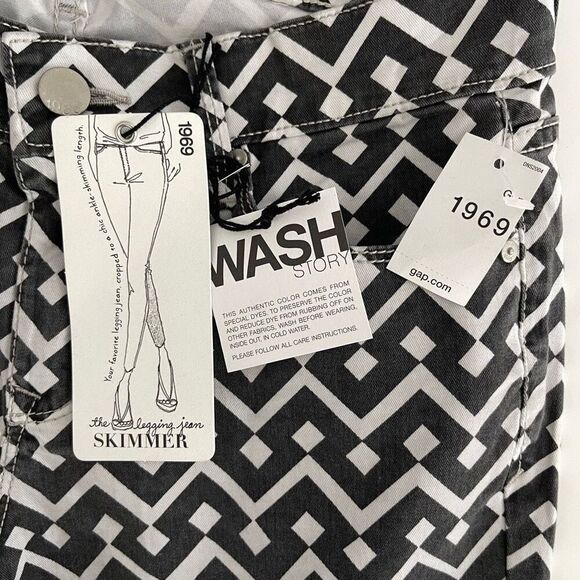 1969
Your favorite legging jean, cropped to a chic ankle-skimming length.
the legging jean
SKIMMER
WASH
STORY
THIS AUTHENTIC COLOR COMES FROM
SPECIAL DYES. TO PRESERVE THE COLOR
AND REDUCE DYE FROM RUBBING OFF ON
OTHER FABRICS, WASH BEFORE WEARING,
INSIDE OUT, IN COLD WATER.
PLEASE FOLLOW ALL CARE INSTRUCTIONS.
G
1969
gap.com